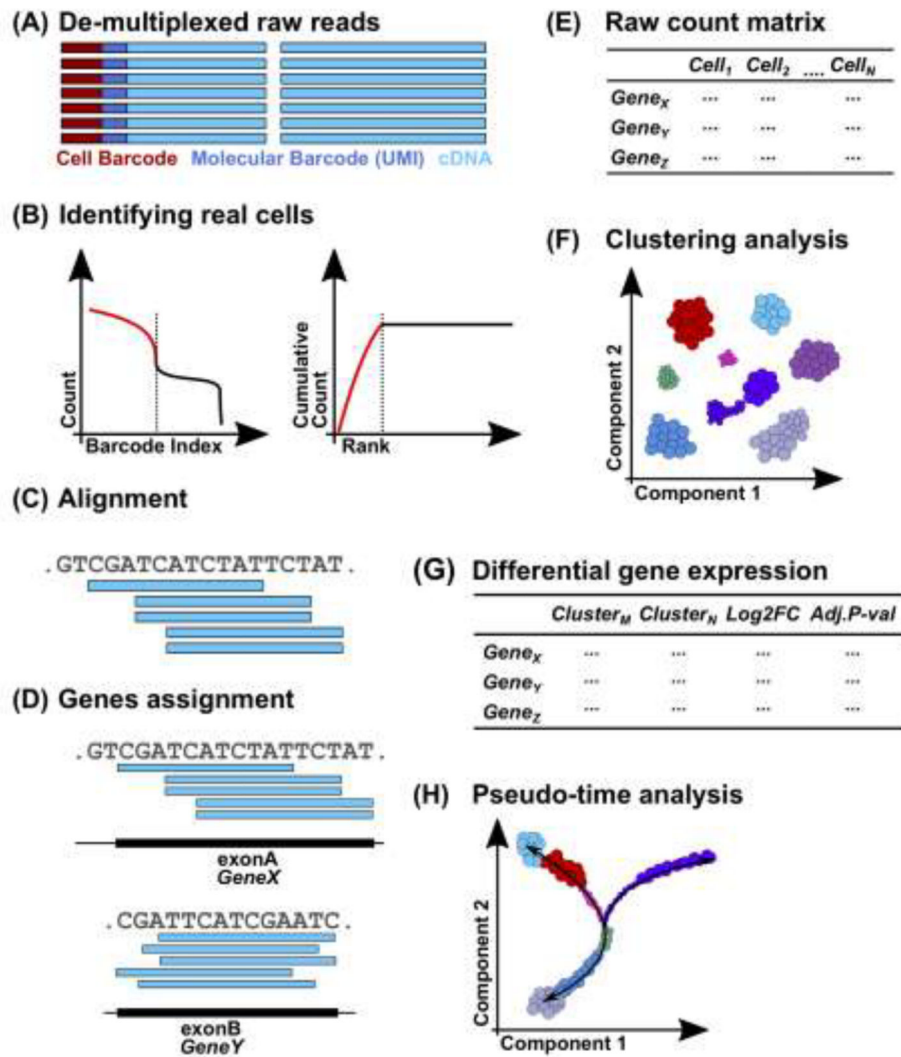 (A) De-multiplexed raw reads
Cell Barcode Molecular Barcode (UMI) cDNA
(B) Identifying real cells
Count
Barcode Index
Cumulative
Count
Rank
(C) Alignment
.GTCGATCATCTATTCTAT.
(D) Genes assignment
.GTCGATCATCTATTCTAT.
exonA
GeneX
.CGATTCATCGAATC.
exonB
GeneY
(E) Raw count matrix
Cell1 Cell2 .... CellN
GeneX ... ... ...
GeneY ... ... ...
GeneZ ... ... ...
(F) Clustering analysis
Component 2
Component 1
(G) Differential gene expression
ClusterM ClusterN Log2FC Adj.P-val
GeneX ... ... ... ...
GeneY ... ... ... ...
GeneZ ... ... ... ...
(H) Pseudo-time analysis
Component 2
Component 1